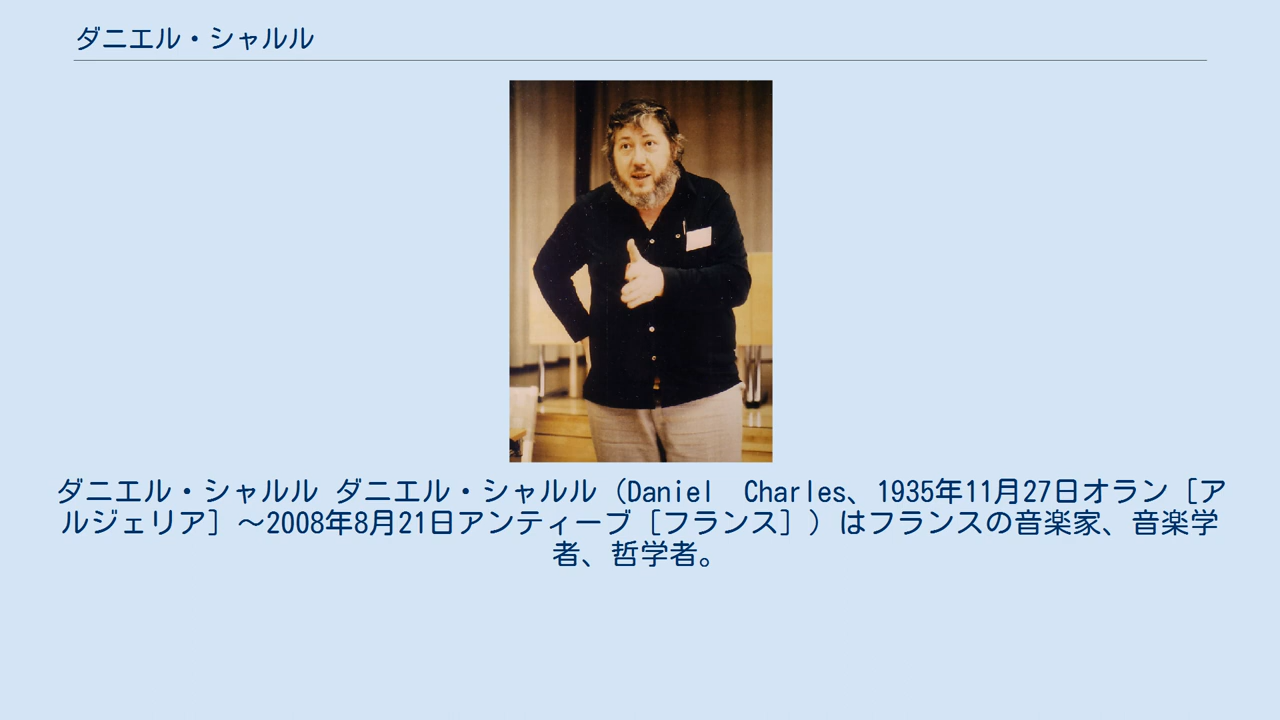 ダニエル・シャルル
ダニエル・シャルル ダニエル・シャルル（Daniel　Charles、1935年11月27日オラン［ア
ルジェリア］～2008年8月21日アンティーブ［フランス］）はフランスの音楽家、音楽学
者、哲学者。